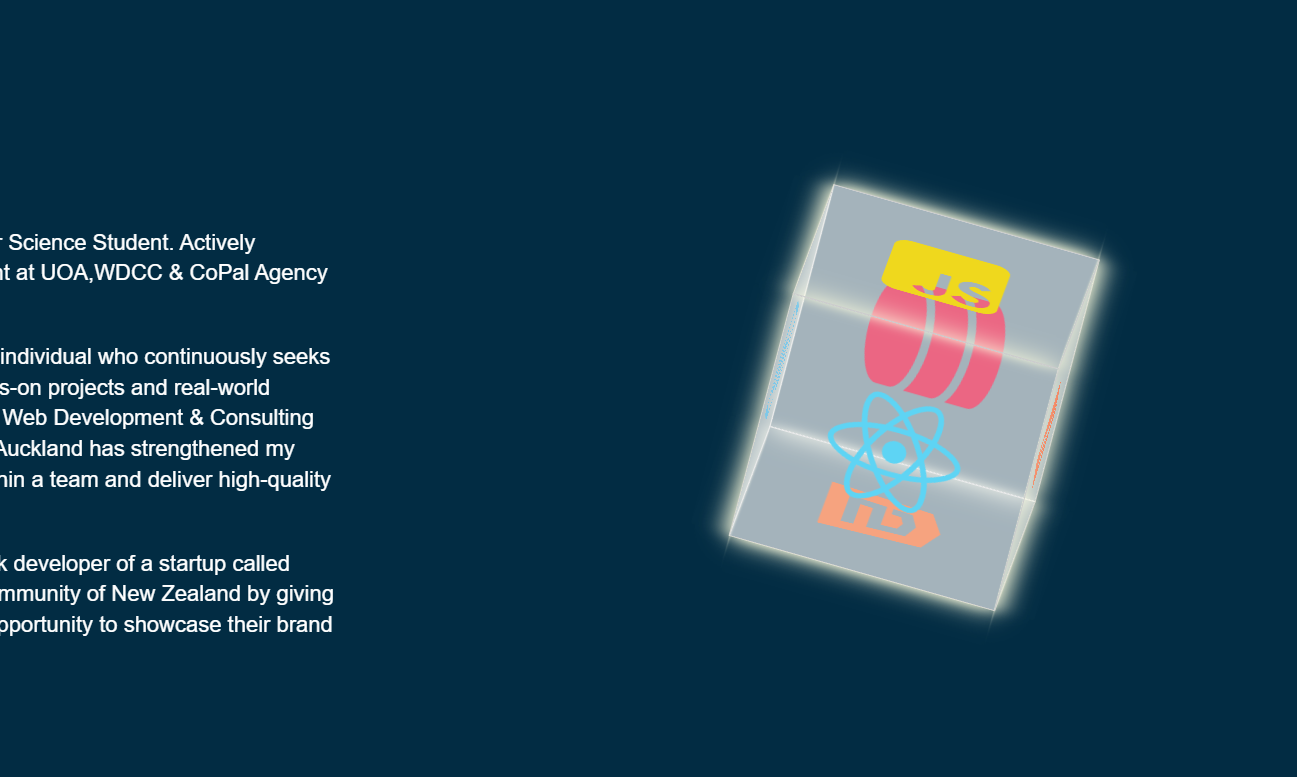 r Science Student. Actively
nt at UOA,WDCC & CoPal Agency
individual who continuously seeks
s-on projects and real-world
Web Development & Consulting
Auckland has strengthened my
hin a team and deliver high-quality
k developer of a startup called
mmunity of New Zealand by giving
pportunity to showcase their brand
JS